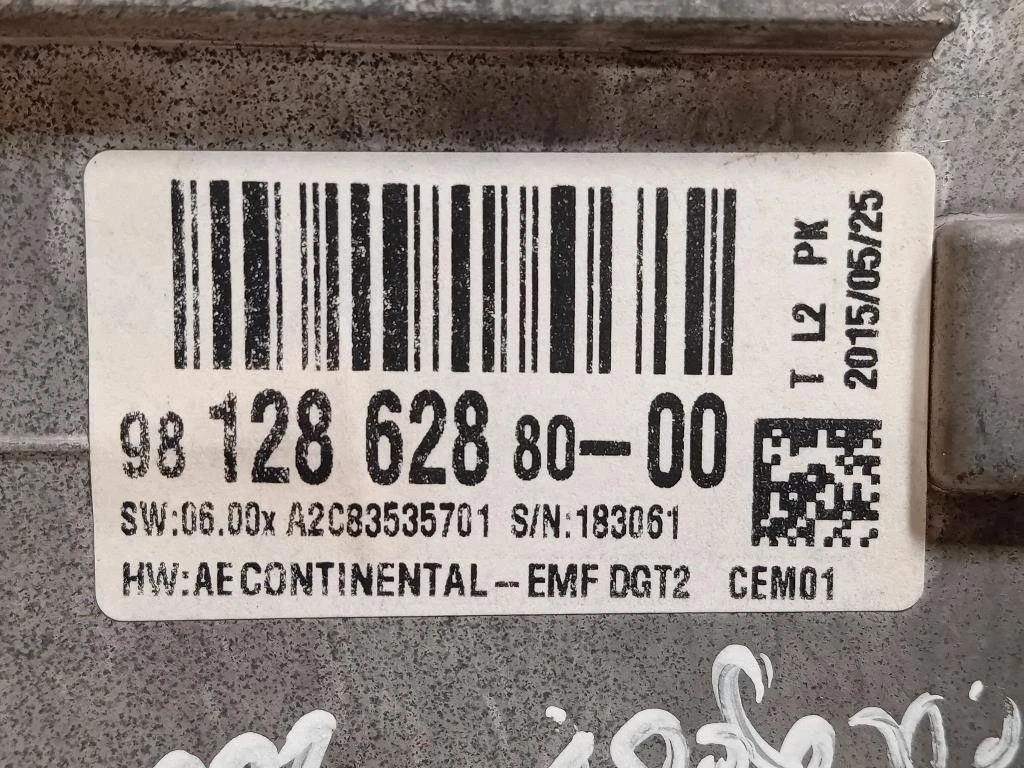 98 128 628 80-00
SW:06.00x A2C83535701 S/N:183061
HW:AE CONTINENTAL-EMF DGT2 CEM01
T L2 PK
2015/05/25